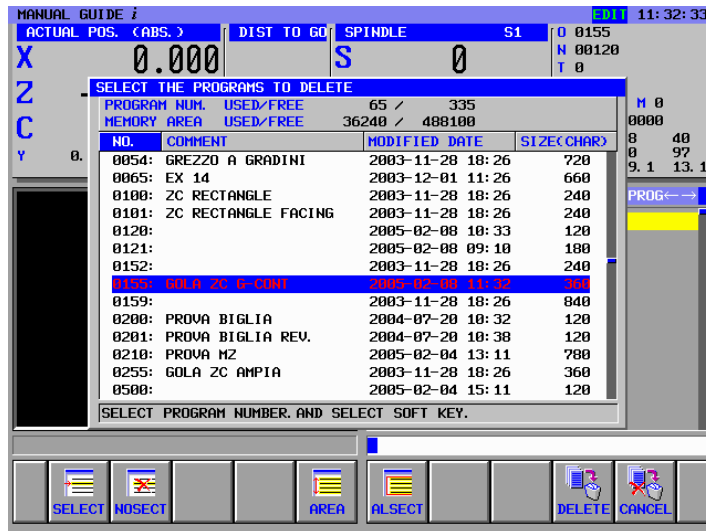 MANUAL GUIDE i EDIT 11:32:33
ACTUAL POS. (ABS.) DIST TO GO SPINDLE S1 O 0155
N 00120
X 0.000 S 0 T 0
Z
SELECT THE PROGRAMS TO DELETE
PROGRAM NUM. USED/FREE 65 / 335 M 0
MEMORY AREA USED/FREE 36240 / 488100 0000
C
NO. COMMENT MODIFIED DATE SIZE(CHAR) 8 40
Y 0. 0 97
0054: GREZZO A GRADINI 2003-11-28 18:26 720 9.1 13.1
0065: EX 14 2003-12-01 11:26 660
0100: ZC RECTANGLE 2003-11-28 18:26 240 PROG←→
0101: ZC RECTANGLE FACING 2003-11-28 18:26 240
0120: 2005-02-08 10:33 120
0121: 2005-02-08 09:10 180
0152: 2003-11-28 18:26 240
0155: GOLA ZC G-CONT 2005-02-08 11:32 360
0159: 2003-11-28 18:26 840
0200: PROVA BIGLIA 2004-07-20 10:32 120
0201: PROVA BIGLIA REV. 2004-07-20 10:38 120
0210: PROVA MZ 2005-02-04 13:11 780
0255: GOLA ZC AMPIA 2003-11-28 18:26 360
0500: 2005-02-04 15:11 120
SELECT PROGRAM NUMBER.AND SELECT SOFT KEY.
SELECT NOSECT AREA ALSECT DELETE CANCEL